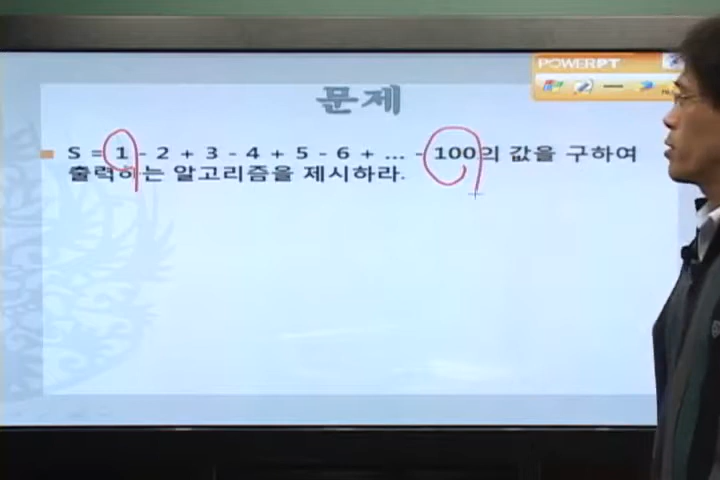 POWERPT
문제
S = 1 - 2 + 3 - 4 + 5 - 6 + ... - 100의 값을 구하여
출력하는 알고리즘을 제시하라.